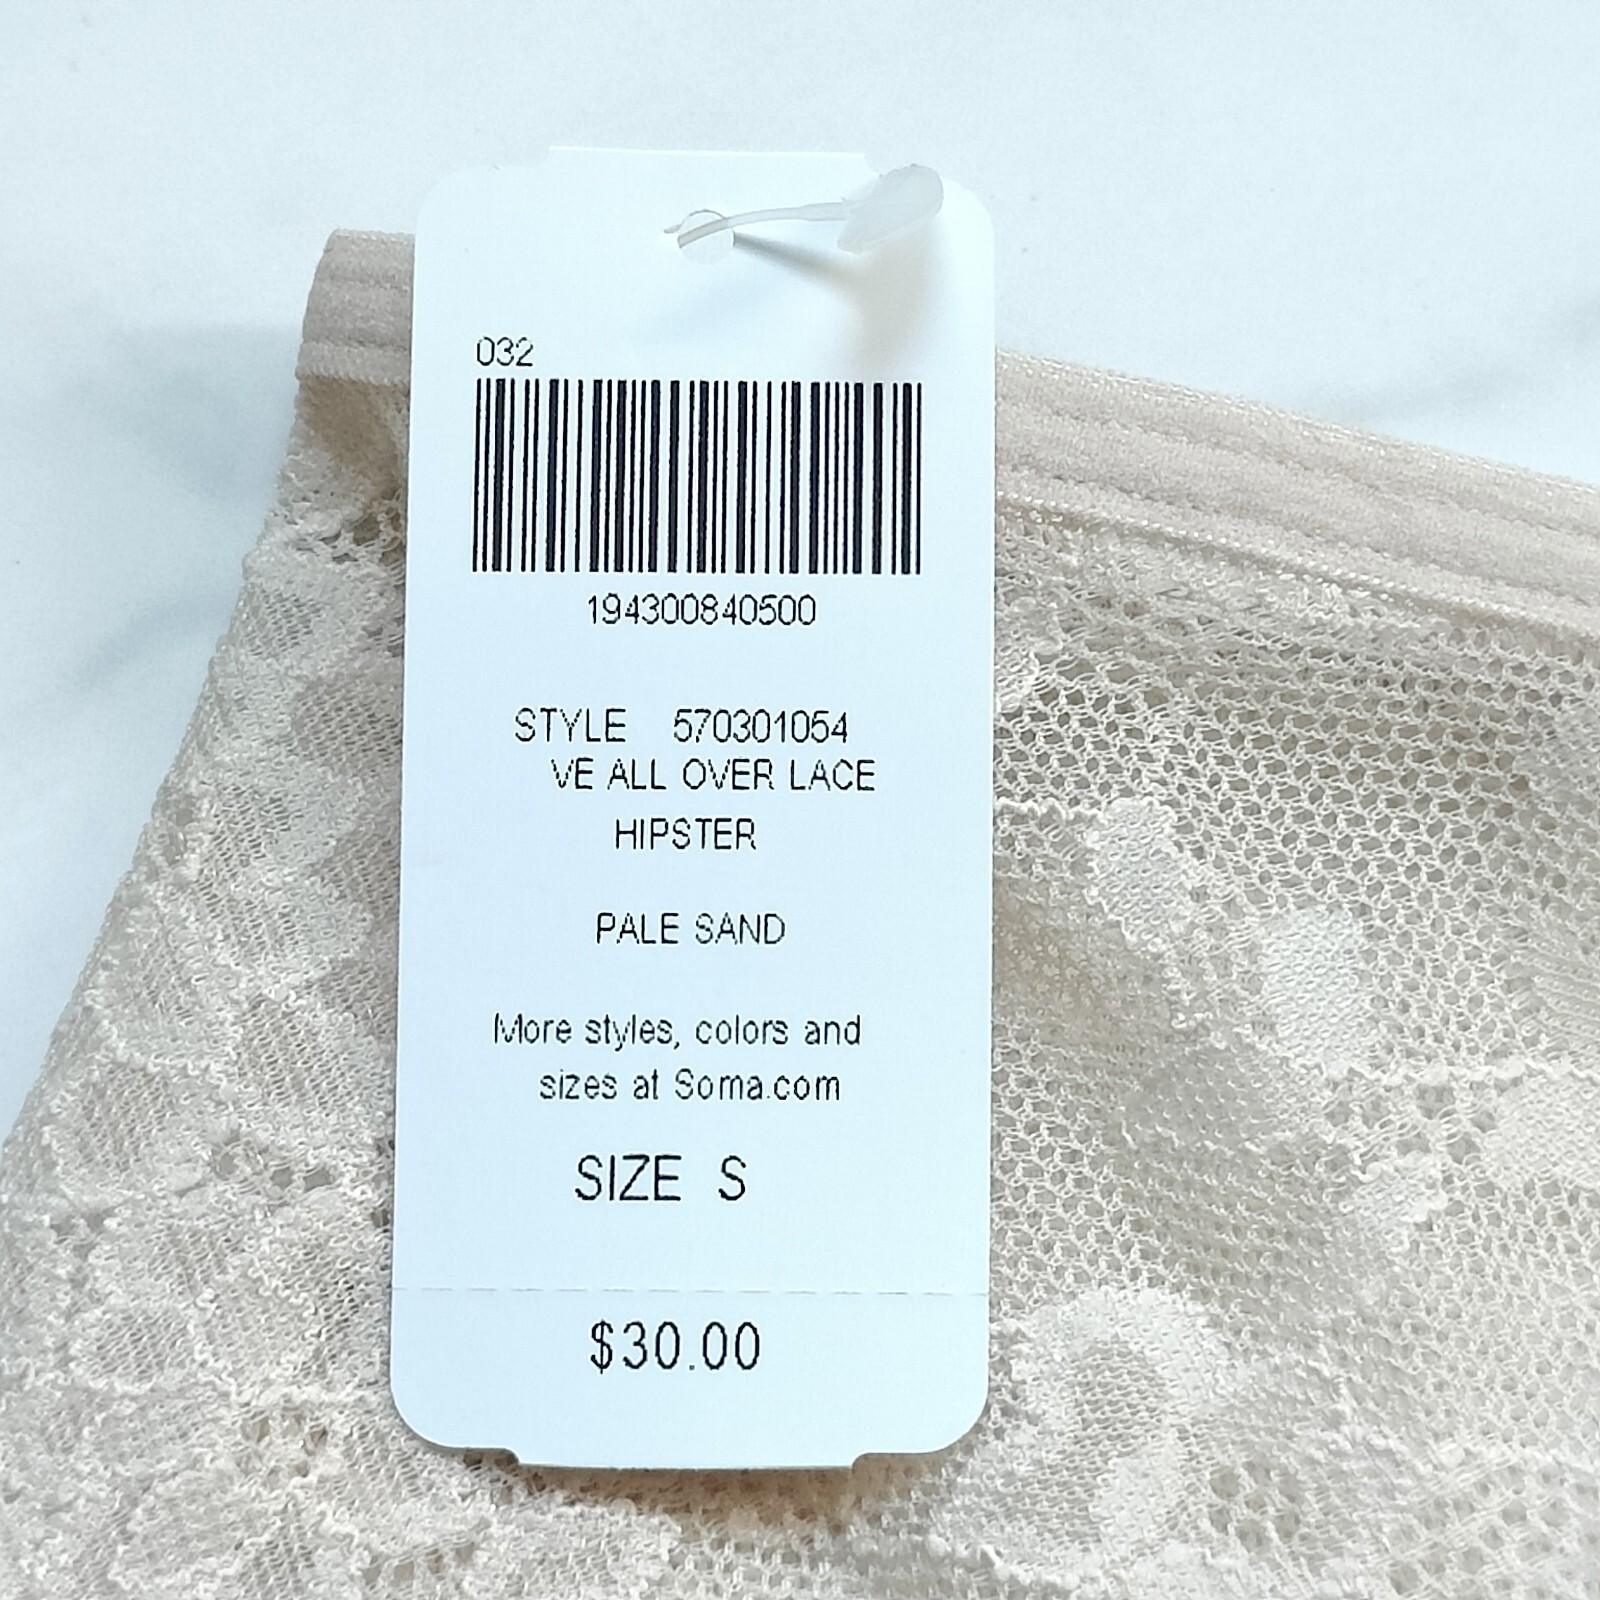 032
194300840500
STYLE 570301054
VE ALL OVER LACE
HIPSTER
PALE SAND
More styles, colors and
sizes at Soma.com
SIZE S
$30.00